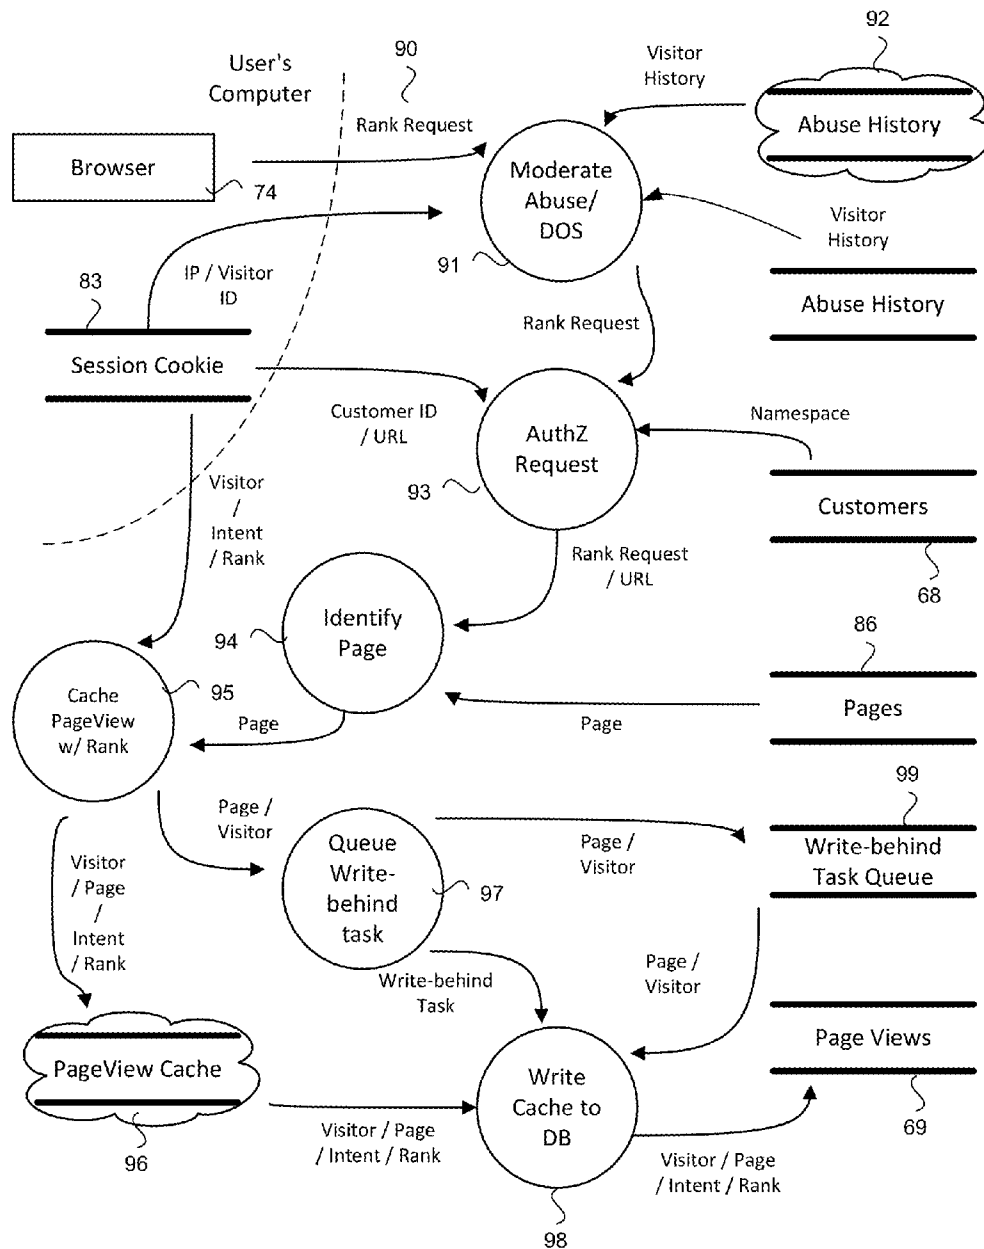 92
90
Visitor
History
User's
Computer
Rank Request
Abuse History
Browser
74
Moderate
Abuse/
DOS
Visitor
History
91
83
IP / Visitor
ID
Abuse History
Rank Request
Session Cookie
Customer ID
/ URL
Namespace
AuthZ
Request
93
Visitor
/
Intent
/ Rank
Customers
Rank Request
/ URL
68
Identify
Page
94
86
95
Cache
PageView
w/ Rank
Page
Page
Pages
99
Page /
Visitor
Queue
Write-
behind
task
97
Page /
Visitor
Write-behind
Task Queue
Visitor
/ Page
/
Intent
/ Rank
Write-behind
Task
Page /
Visitor
Page Views
PageView Cache
Write
Cache to
DB
69
96
Visitor / Page
/ Intent / Rank
Visitor / Page
/ Intent / Rank
98